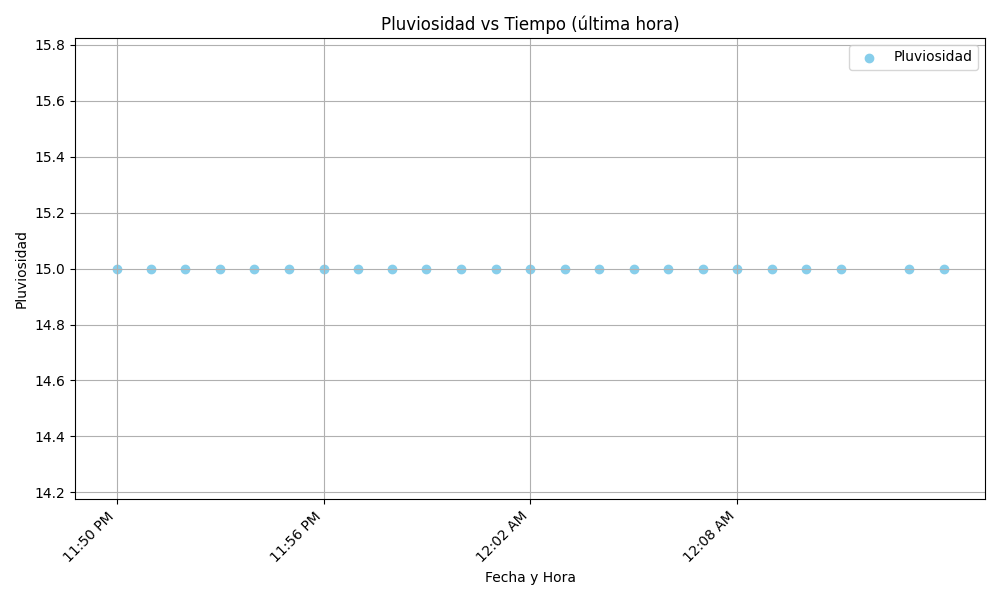 Pluviosidad vs Tiempo (última hora)
15.8
15.6
15.4
15.2
15.0
14.8
14.6
14.4
14.2
Pluviosidad
Pluviosidad
11:50 PM
11:56 PM
12:02 AM
12:08 AM
Fecha y Hora